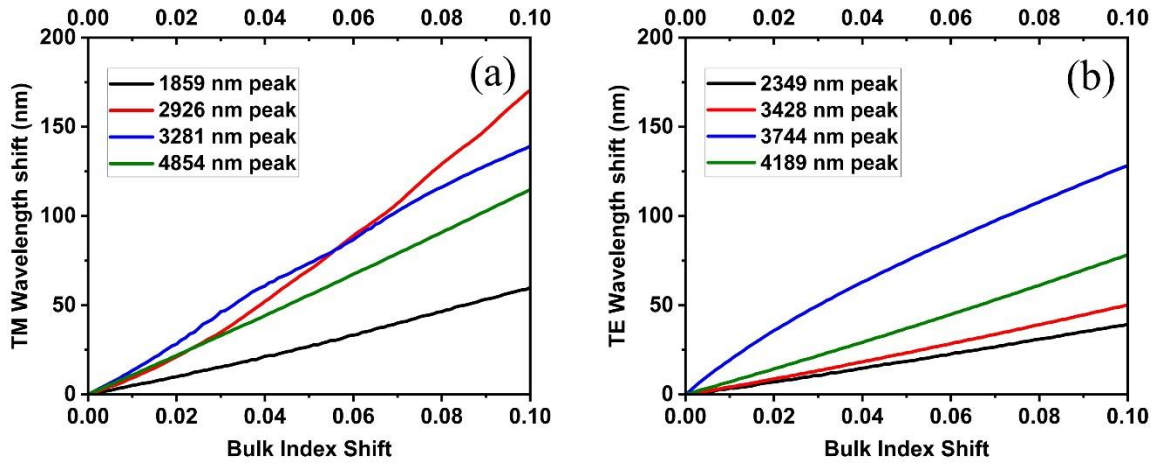 0.00 0.02 0.04 0.06 0.08 0.10
200
150
100
50
0
TM Wavelength shift (nm)
(a)
1859 nm peak
2926 nm peak
3281 nm peak
4854 nm peak
0.00 0.02 0.04 0.06 0.08 0.10
Bulk Index Shift
0.00 0.02 0.04 0.06 0.08 0.10
200
150
100
50
0
TE Wavelength shift (nm)
(b)
2349 nm peak
3428 nm peak
3744 nm peak
4189 nm peak
0.00 0.02 0.04 0.06 0.08 0.10
Bulk Index Shift